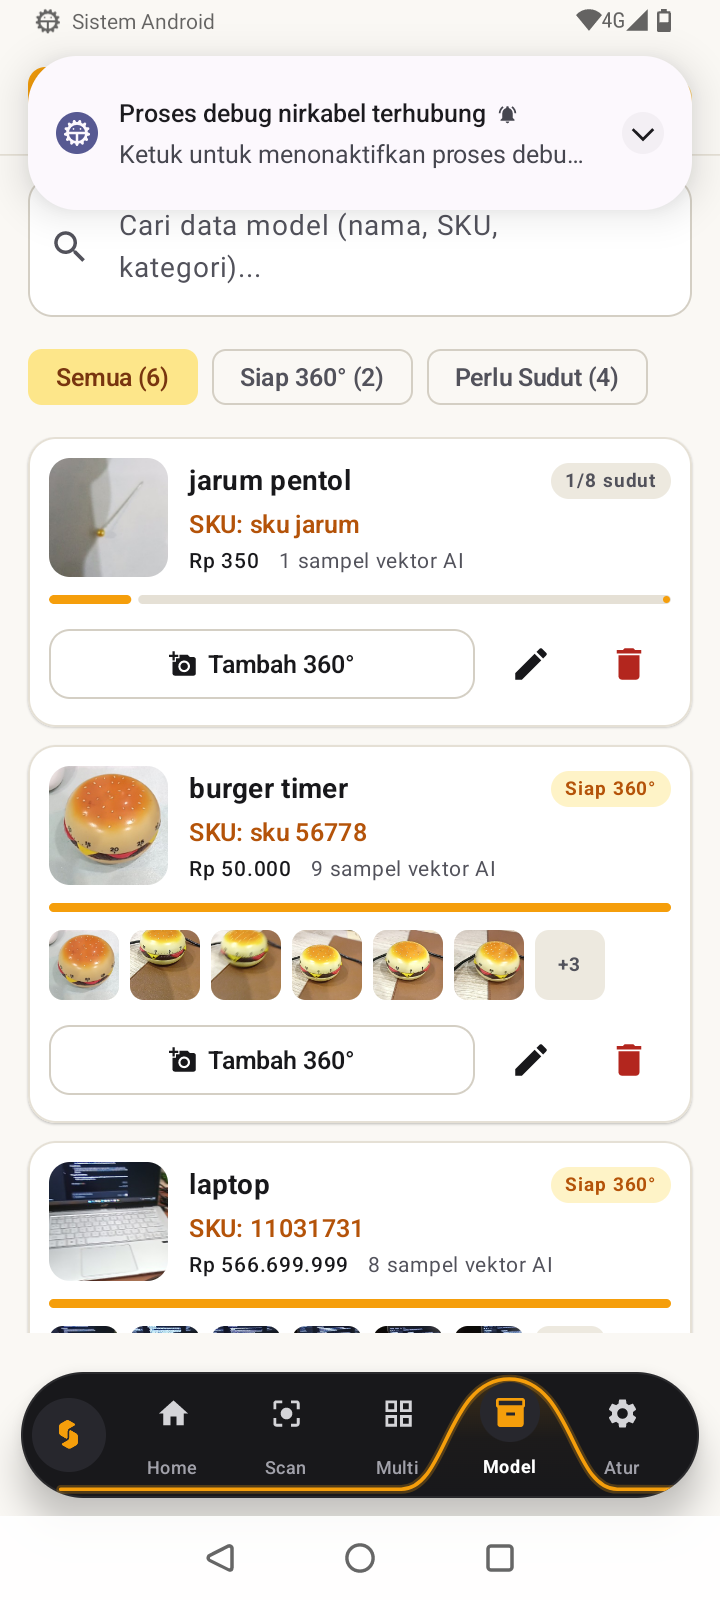 Sistem Android
4G
Proses debug nirkabel terhubung
Ketuk untuk menonaktifkan proses debu...
Cari data model (nama, SKU,
kategori)...
Semua (6)
Siap 360° (2)
Perlu Sudut (4)
jarum pentol
1/8 sudut
SKU: sku jarum
Rp 350
1 sampel vektor AI
Tambah 360°
burger timer
Siap 360°
SKU: sku 56778
Rp 50.000
9 sampel vektor AI
+3
Tambah 360°
laptop
Siap 360°
SKU: 11031731
Rp 566.699.999
8 sampel vektor AI
Home
Scan
Multi
Model
Atur